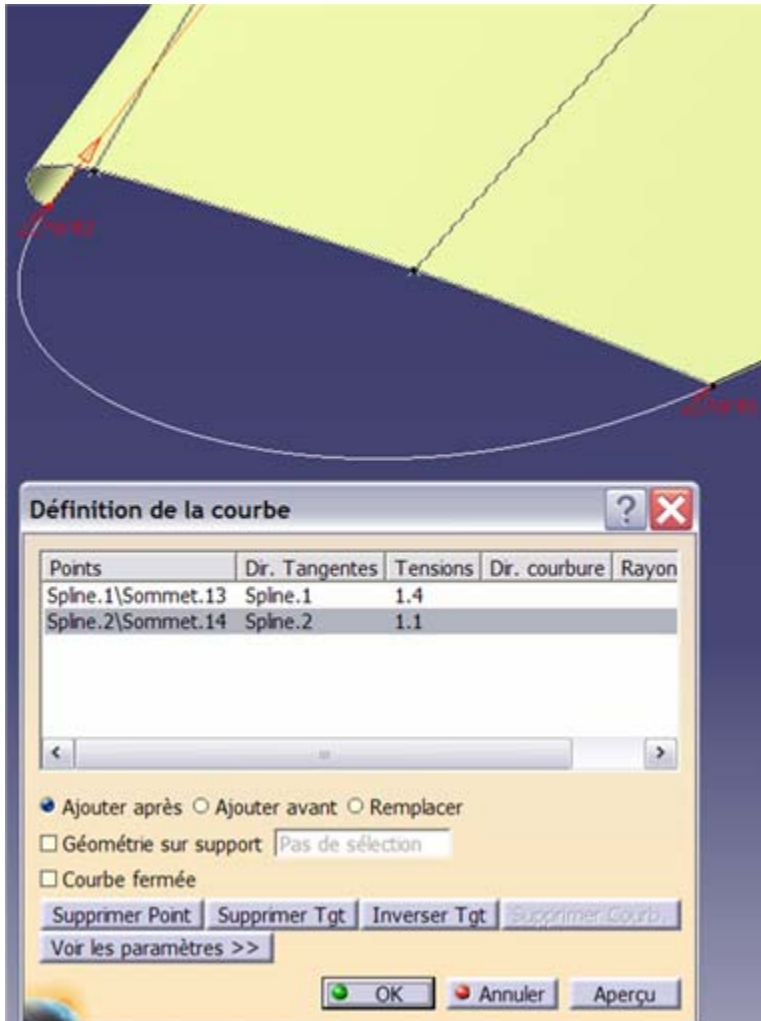 Définition de la courbe
Points Dir. Tangentes Tensions Dir. courbure Rayon
Spline.1\Sommet.13 Spline.1 1.4
Spline.2\Sommet.14 Spline.2 1.1
Ajouter après Ajouter avant Remplacer
Géométrie sur support Pas de sélection
Courbe fermée
Supprimer Point Supprimer Tgt Inverser Tgt Supprimer Courb.
Voir les paramètres >>
OK Annuler Aperçu